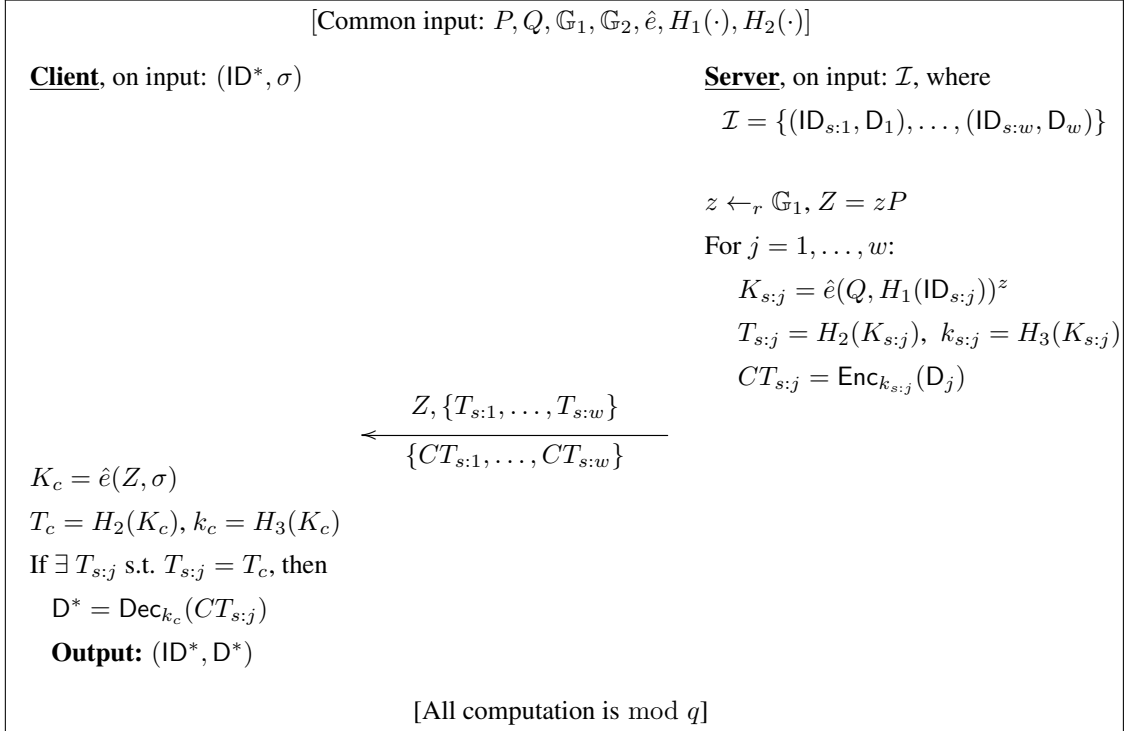 [Common input: P, Q, 𝔾₁, 𝔾₂, ê, H₁(·), H₂(·)]
Client, on input: (ID*, σ)
Server, on input: ℐ, where
ℐ = {(ID_{s:1}, D₁), . . . , (ID_{s:w}, D_w)}
z ←_r 𝔾₁, Z = zP
For j = 1, . . . , w:
K_{s:j} = ê(Q, H₁(ID_{s:j}))^z
T_{s:j} = H₂(K_{s:j}), k_{s:j} = H₃(K_{s:j})
CT_{s:j} = Enc_{k_{s:j}}(D_j)
Z, {T_{s:1}, . . . , T_{s:w}}
{CT_{s:1}, . . . , CT_{s:w}}
K_c = ê(Z, σ)
T_c = H₂(K_c), k_c = H₃(K_c)
If ∃ T_{s:j} s.t. T_{s:j} = T_c, then
D* = Dec_{k_c}(CT_{s:j})
Output: (ID*, D*)
[All computation is mod q]